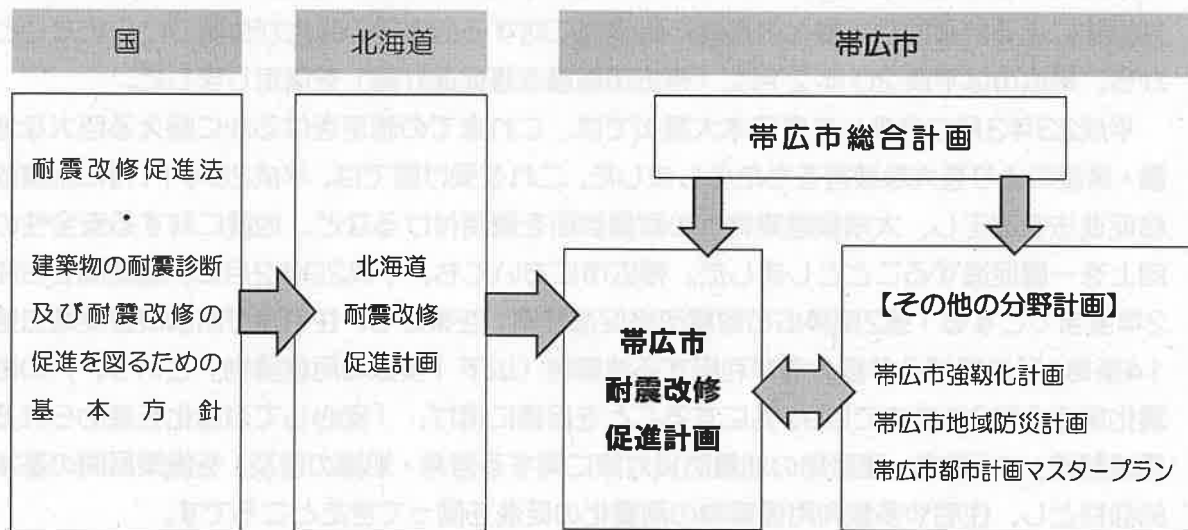 国
北海道
帯広市
耐震改修促進法
・
建築物の耐震診断
及び耐震改修の
促進を図るための
基本方針
北海道
耐震改修
促進計画
帯広市総合計画
帯広市
耐震改修
促進計画
【その他の分野計画】
帯広市強靱化計画
帯広市地域防災計画
帯広市都市計画マスタープラン